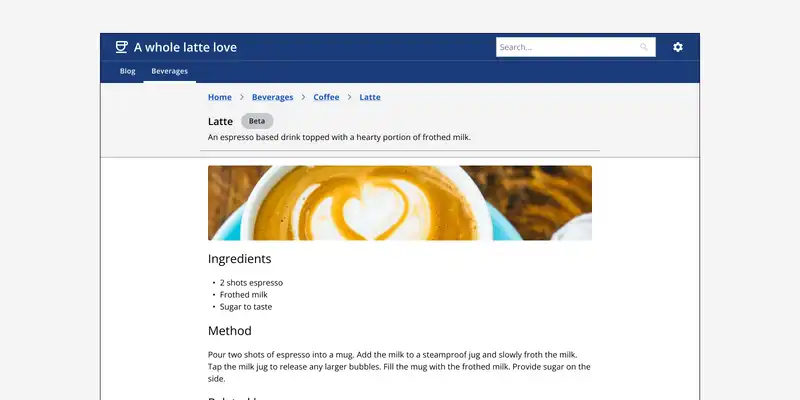 A whole latte love
Search...
Blog Beverages
Home > Beverages > Coffee > Latte
Latte Beta
An espresso based drink topped with a hearty portion of frothed milk.
Ingredients
• 2 shots espresso
• Frothed milk
• Sugar to taste
Method
Pour two shots of espresso into a mug. Add the milk to a steamproof jug and slowly froth the milk.
Tap the milk jug to release any larger bubbles. Fill the mug with the frothed milk. Provide sugar on the
side.